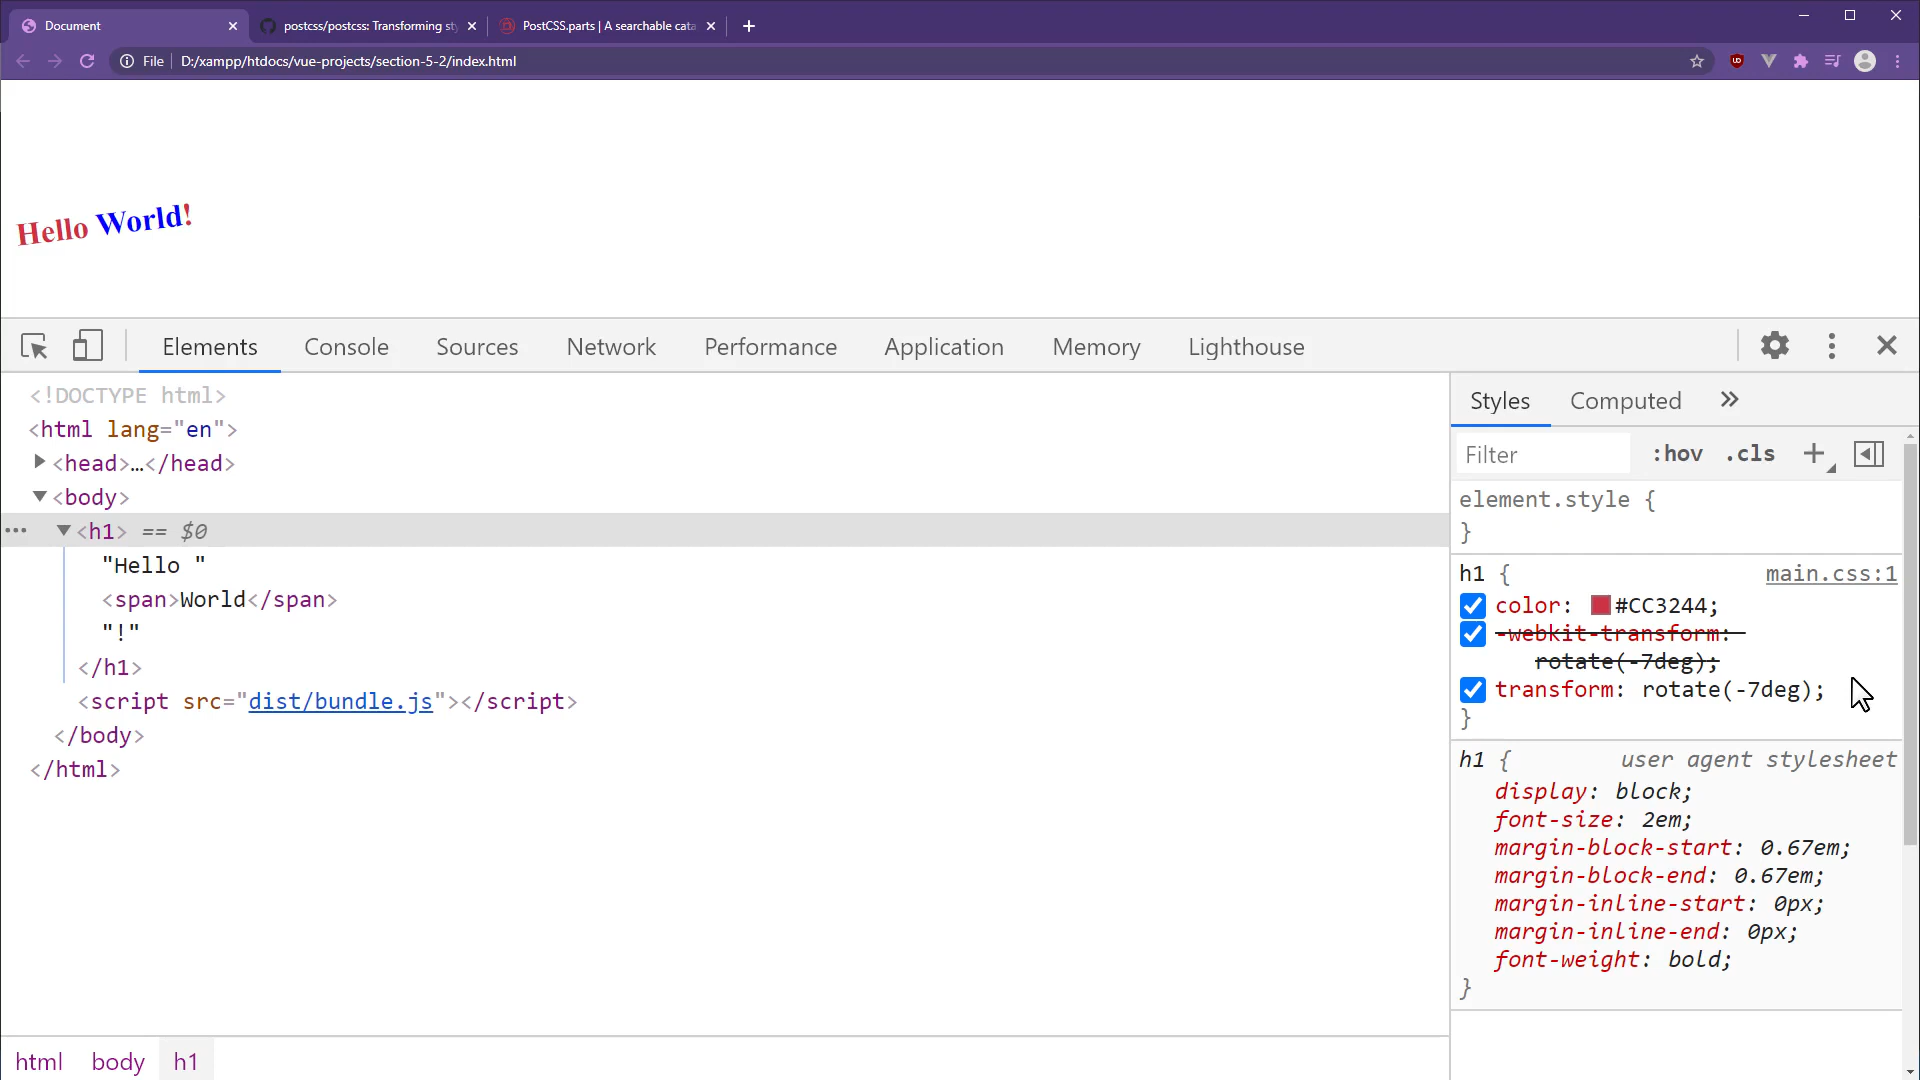 Document
postcss/postcss: Transforming sty
PostCSS.parts | A searchable cata
File
D:/xampp/htdocs/vue-projects/section-5-2/index.html
Hello World!
Elements
Console
Sources
Network
Performance
Application
Memory
Lighthouse
<!DOCTYPE html>
<html lang="en">
<head>…</head>
<body>
<h1> == $0
"Hello "
<span>World</span>
"!"
</h1>
<script src="dist/bundle.js"></script>
</body>
</html>
html
body
h1
Styles
Computed
Filter
:hov
.cls
element.style {
}
h1 {
main.css:1
color: #CC3244;
-webkit-transform:
rotate(-7deg);
transform: rotate(-7deg);
}
h1 {
user agent stylesheet
display: block;
font-size: 2em;
margin-block-start: 0.67em;
margin-block-end: 0.67em;
margin-inline-start: 0px;
margin-inline-end: 0px;
font-weight: bold;
}